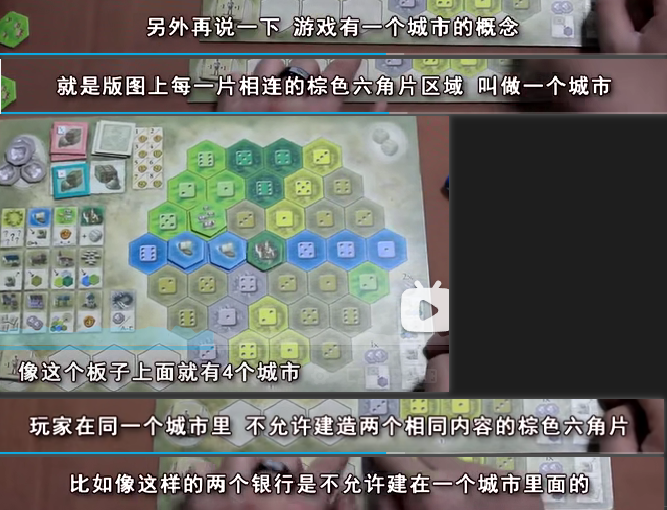 另外再说一下 游戏有一个城市的概念
就是版图上每一片相连的棕色六角片区域 叫做一个城市
像这个板子上面就有4个城市
玩家在同一个城市里 不允许建造两个相同内容的棕色六角片
比如像这样的两个银行是不允许建在一个城市里面的